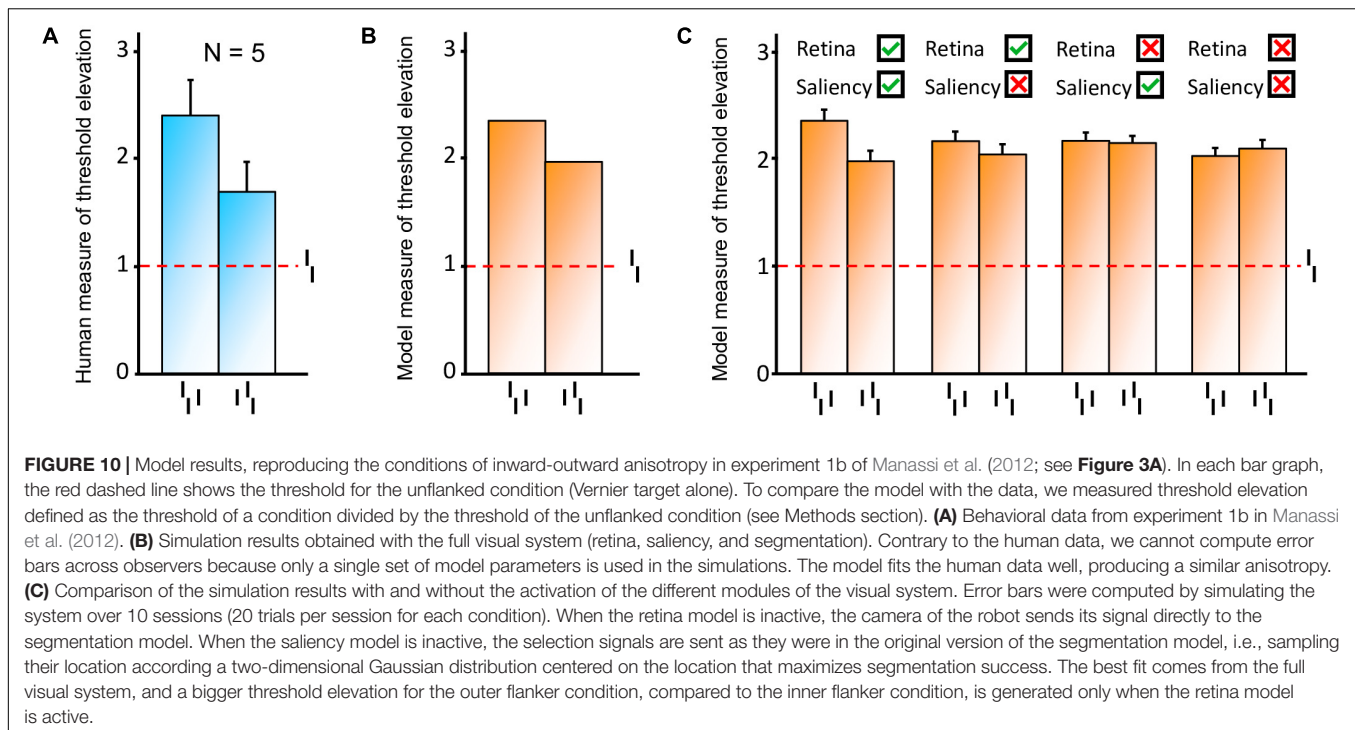 A
Human measure of threshold elevation
3
2
1
0
N = 5
B
Model measure of threshold elevation
3
2
1
0
C
Model measure of threshold elevation
3
2
1
0
Retina Retina Retina Retina
Saliency Saliency Saliency Saliency
FIGURE 10 | Model results, reproducing the conditions of inward-outward anisotropy in experiment 1b of Manassi et al. (2012; see Figure 3A). In each bar graph,
the red dashed line shows the threshold for the unflanked condition (Vernier target alone). To compare the model with the data, we measured threshold elevation
defined as the threshold of a condition divided by the threshold of the unflanked condition (see Methods section). (A) Behavioral data from experiment 1b in Manassi
et al. (2012). (B) Simulation results obtained with the full visual system (retina, saliency, and segmentation). Contrary to the human data, we cannot compute error
bars across observers because only a single set of model parameters is used in the simulations. The model fits the human data well, producing a similar anisotropy.
(C) Comparison of the simulation results with and without the activation of the different modules of the visual system. Error bars were computed by simulating the
system over 10 sessions (20 trials per session for each condition). When the retina model is inactive, the camera of the robot sends its signal directly to the
segmentation model. When the saliency model is inactive, the selection signals are sent as they were in the original version of the segmentation model, i.e., sampling
their location according a two-dimensional Gaussian distribution centered on the location that maximizes segmentation success. The best fit comes from the full
visual system, and a bigger threshold elevation for the outer flanker condition, compared to the inner flanker condition, is generated only when the retina model
is active.